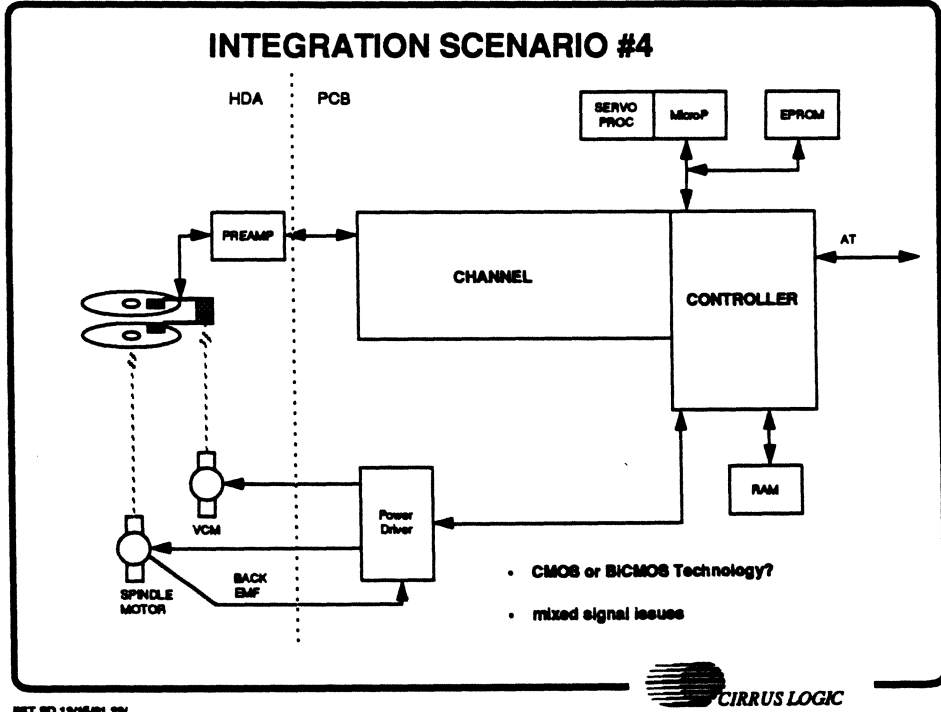 INTEGRATION SCENARIO #4
HDA
PCB
SERVO
PROC
MicroP
EPROM
PREAMP
CHANNEL
CONTROLLER
AT
RAM
Power
Driver
VCM
SPINDLE
MOTOR
BACK
EMF
• CMOS or BiCMOS Technology?
• mixed signal issues
CIRRUS LOGIC